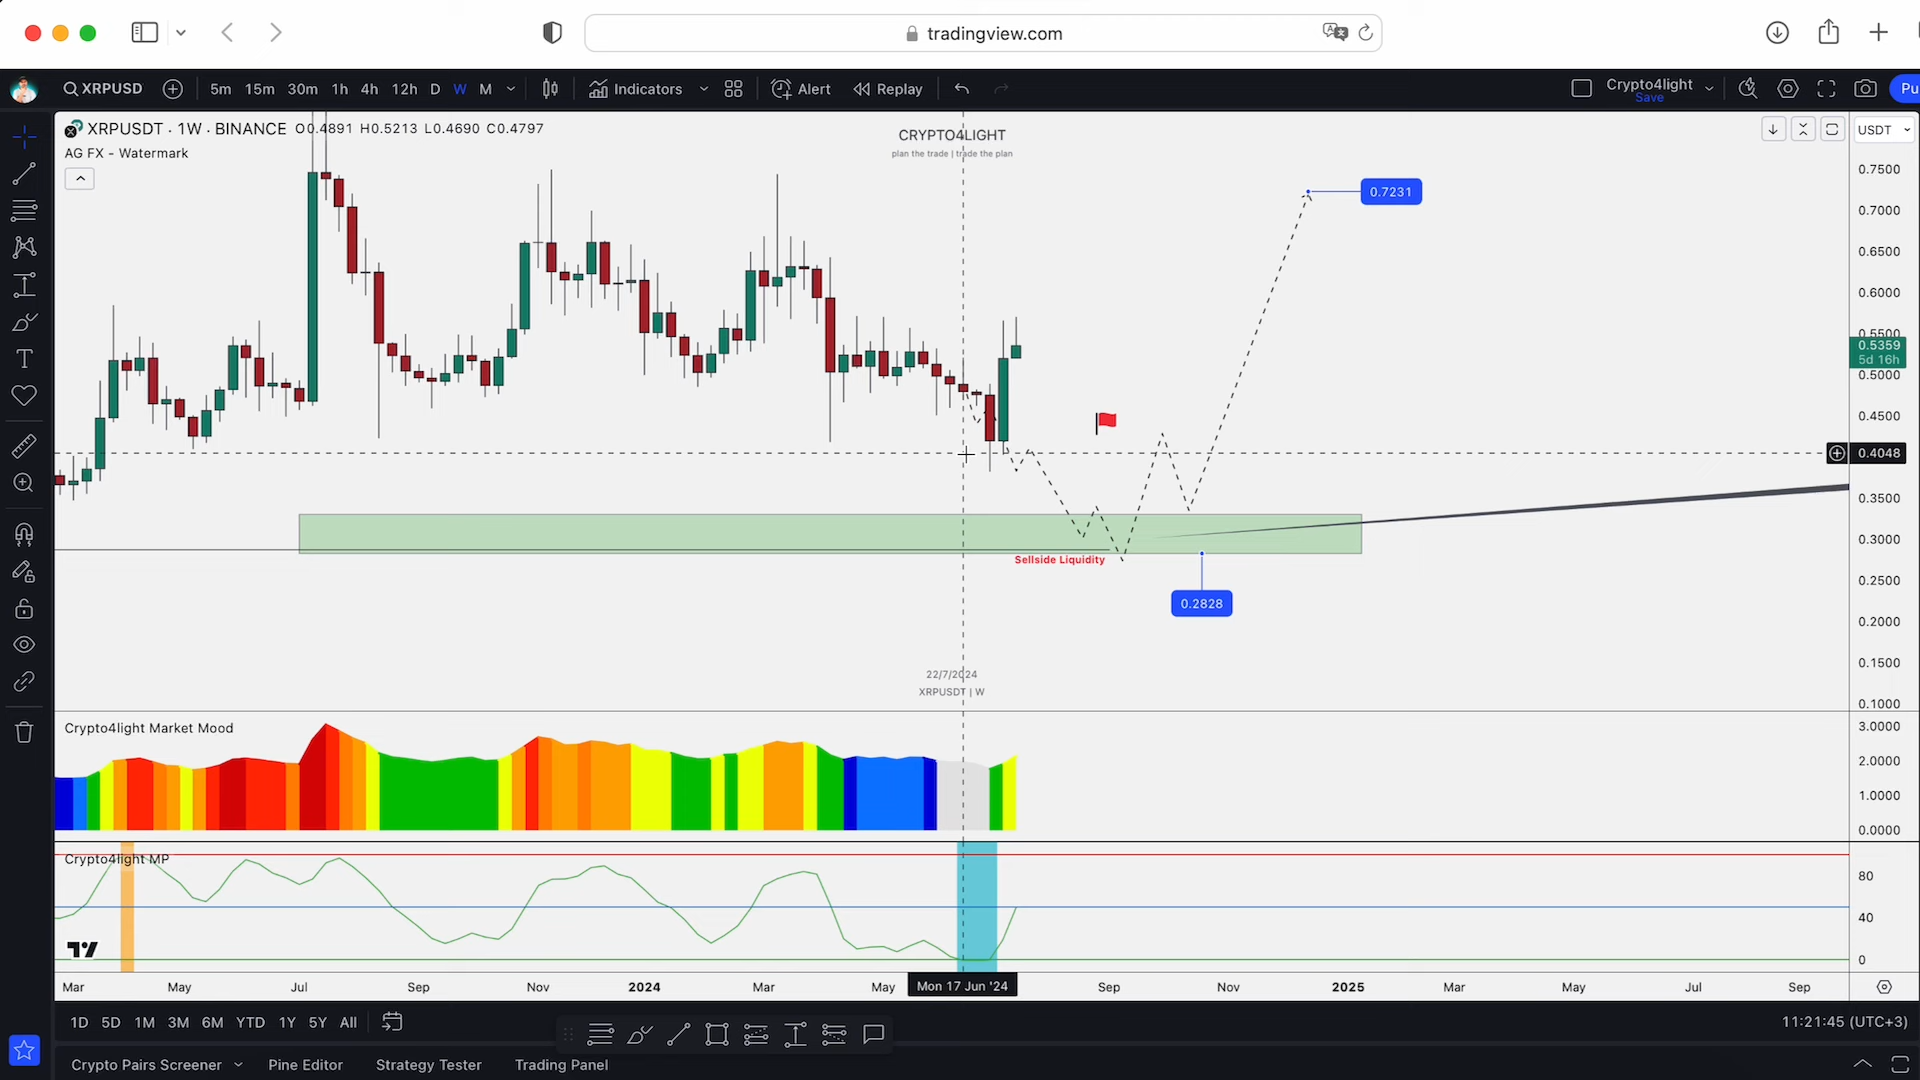 tradingview.com
XRPUSD 5m 15m 30m 1h 4h 12h D W M Indicators Alert Replay Crypto4light Save Pu
XRPUSDT · 1W · BINANCE O0.4891 H0.5213 L0.4690 C0.4797
AG FX - Watermark
CRYPTO4LIGHT
plan the trade | trade the plan
USDT
0.7500
0.7231
0.7000
0.6500
0.6000
0.5500
0.5359
5d 16h
0.5000
0.4500
0.4048
0.3500
0.3000
Sellside Liquidity
0.2500
0.2828
0.2000
0.1500
22/7/2024
XRPUSDT | W
0.1000
Crypto4light Market Mood
3.0000
2.0000
1.0000
0.0000
Crypto4light MP
80
40
0
Mar May Jul Sep Nov 2024 Mar May Mon 17 Jun '24 Sep Nov 2025 Mar May Jul Sep
1D 5D 1M 3M 6M YTD 1Y 5Y All 11:21:45 (UTC+3)
Crypto Pairs Screener Pine Editor Strategy Tester Trading Panel